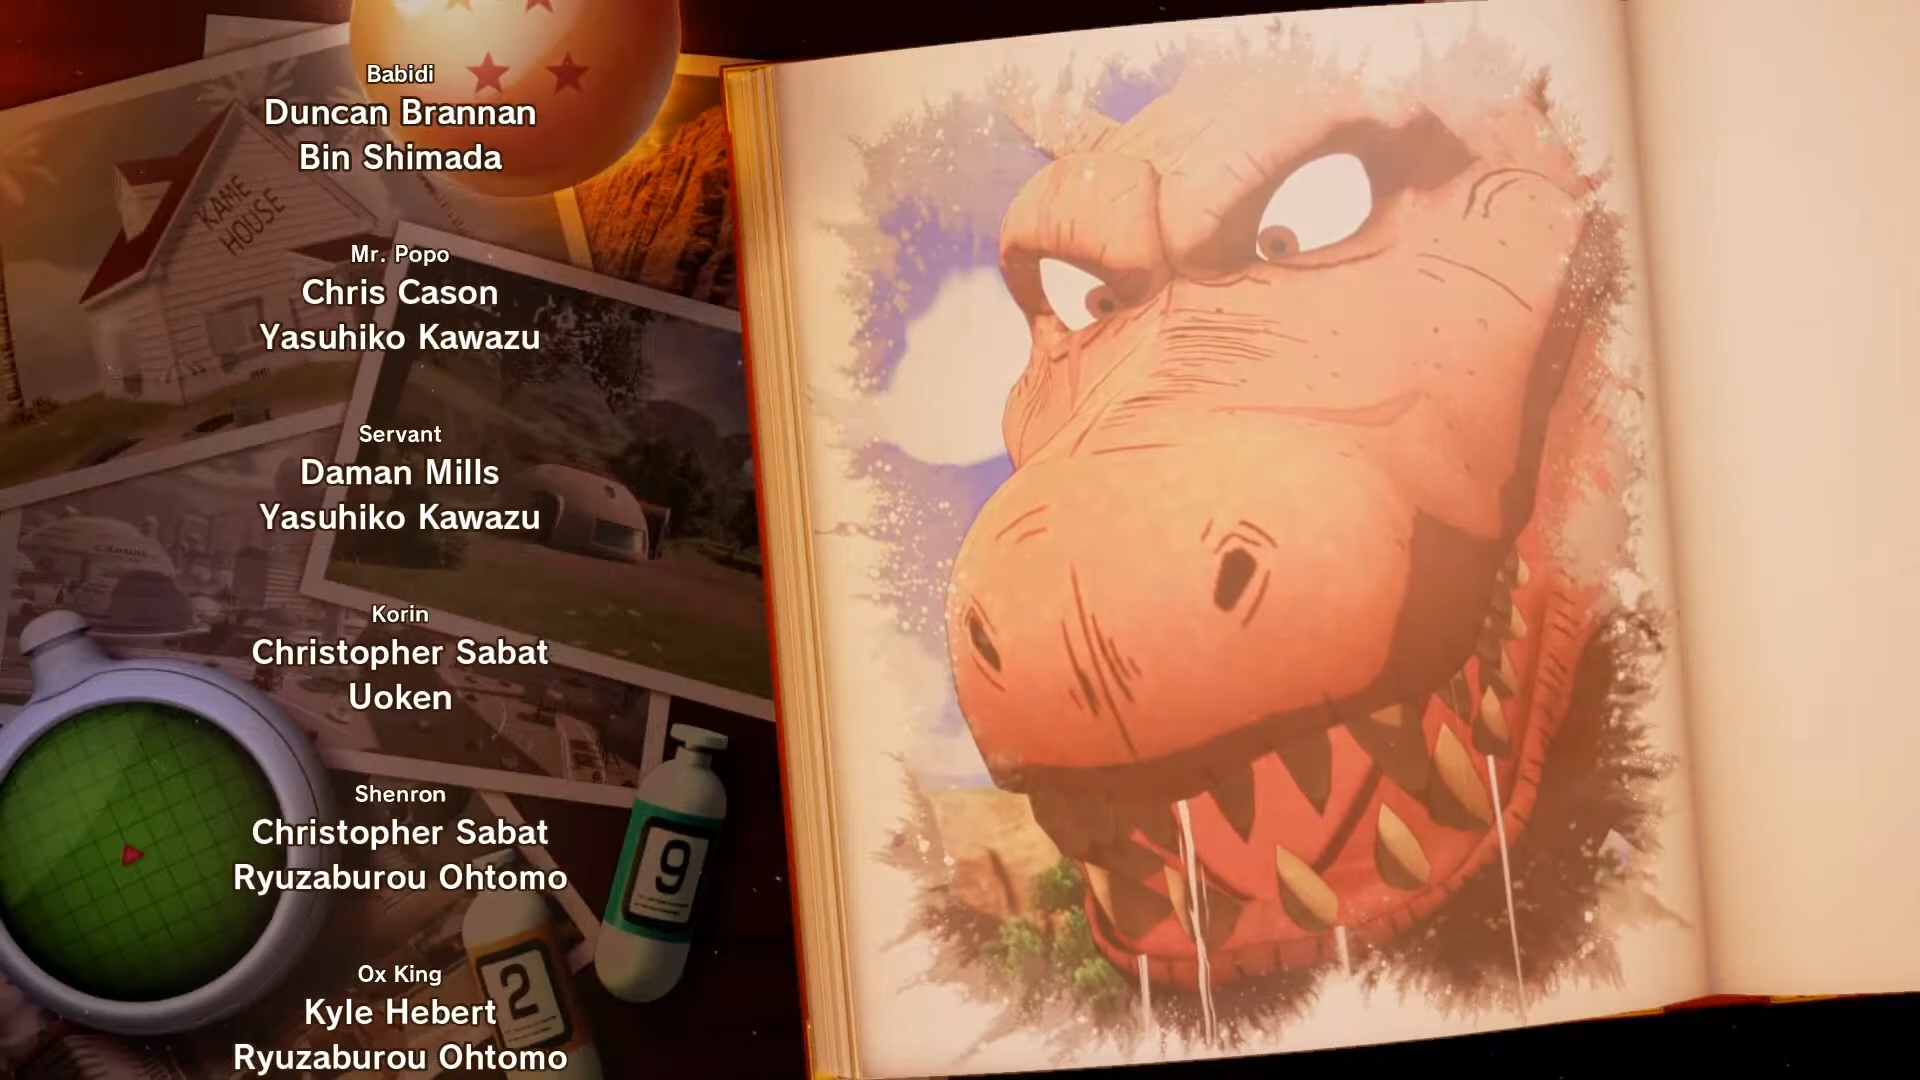 Babidi
Duncan Brannan
Bin Shimada
KAME
HOUSE
Mr. Popo
Chris Cason
Yasuhiko Kawazu
Servant
Daman Mills
Yasuhiko Kawazu
Korin
Christopher Sabat
Uoken
Shenron
Christopher Sabat
Ryuzaburou Ohtomo
9
Ox King
Kyle Hebert
Ryuzaburou Ohtomo
2